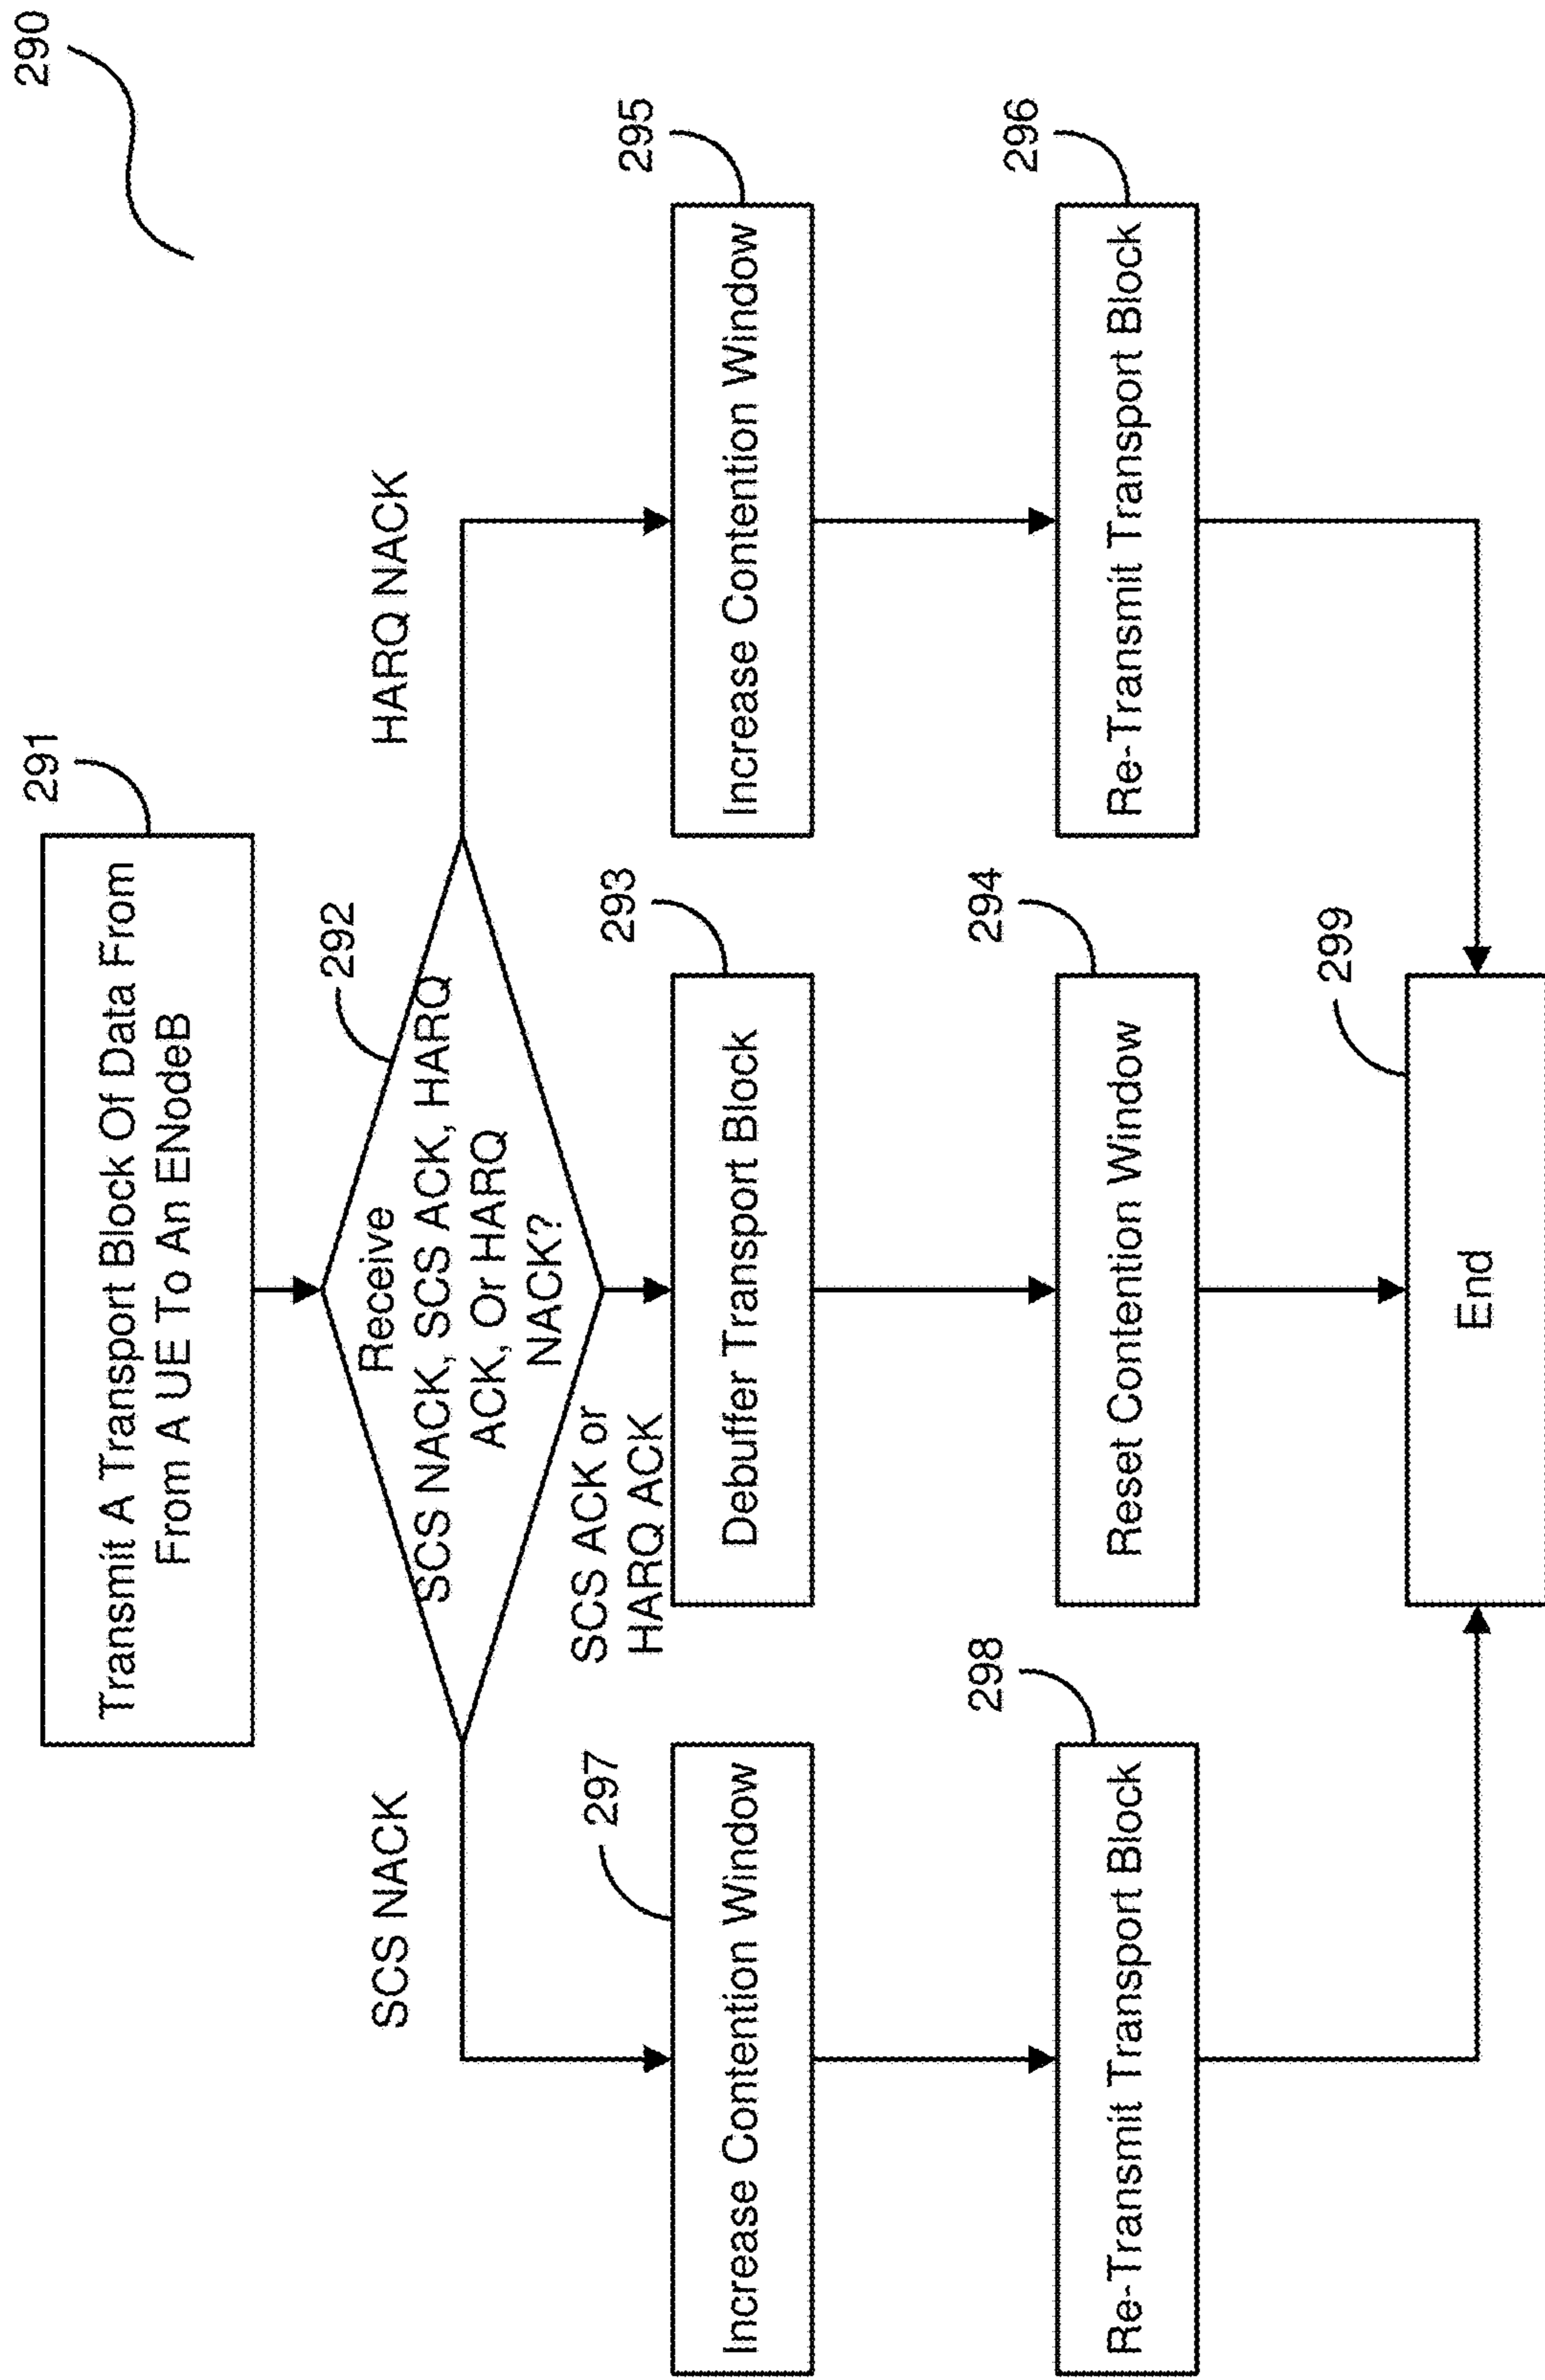 290
291
Transmit A Transport Block Of Data From
From A UE To An ENodeB
292
Receive
SCS NACK, SCS ACK, HARQ
ACK, Or HARQ
NACK?
SCS NACK
SCS ACK or
HARQ ACK
HARQ NACK
297
Increase Contention Window
293
Debuffer Transport Block
295
Increase Contention Window
298
Re-Transmit Transport Block
294
Reset Contention Window
296
Re-Transmit Transport Block
299
End